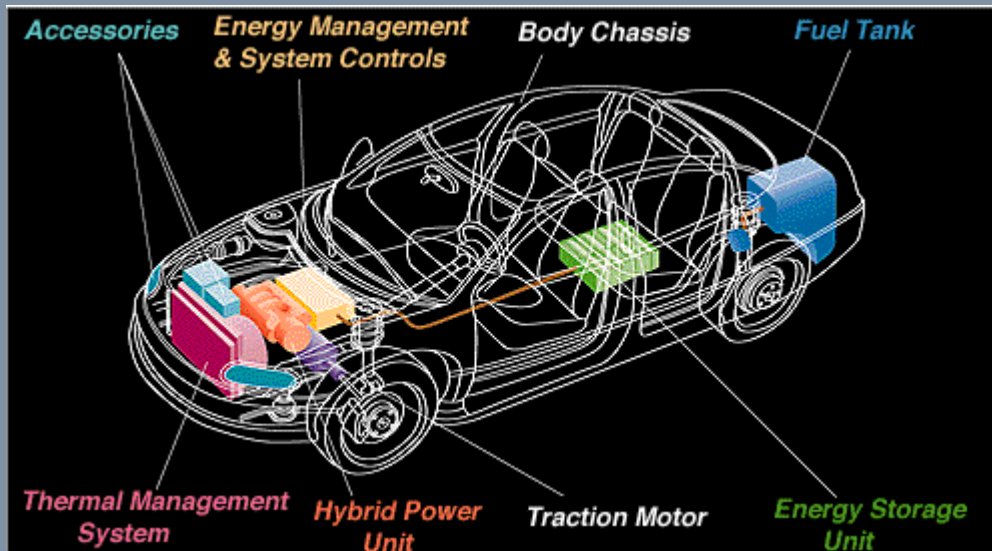 Accessories
Energy Management
& System Controls
Body Chassis
Fuel Tank
Thermal Management
System
Hybrid Power
Unit
Traction Motor
Energy Storage
Unit